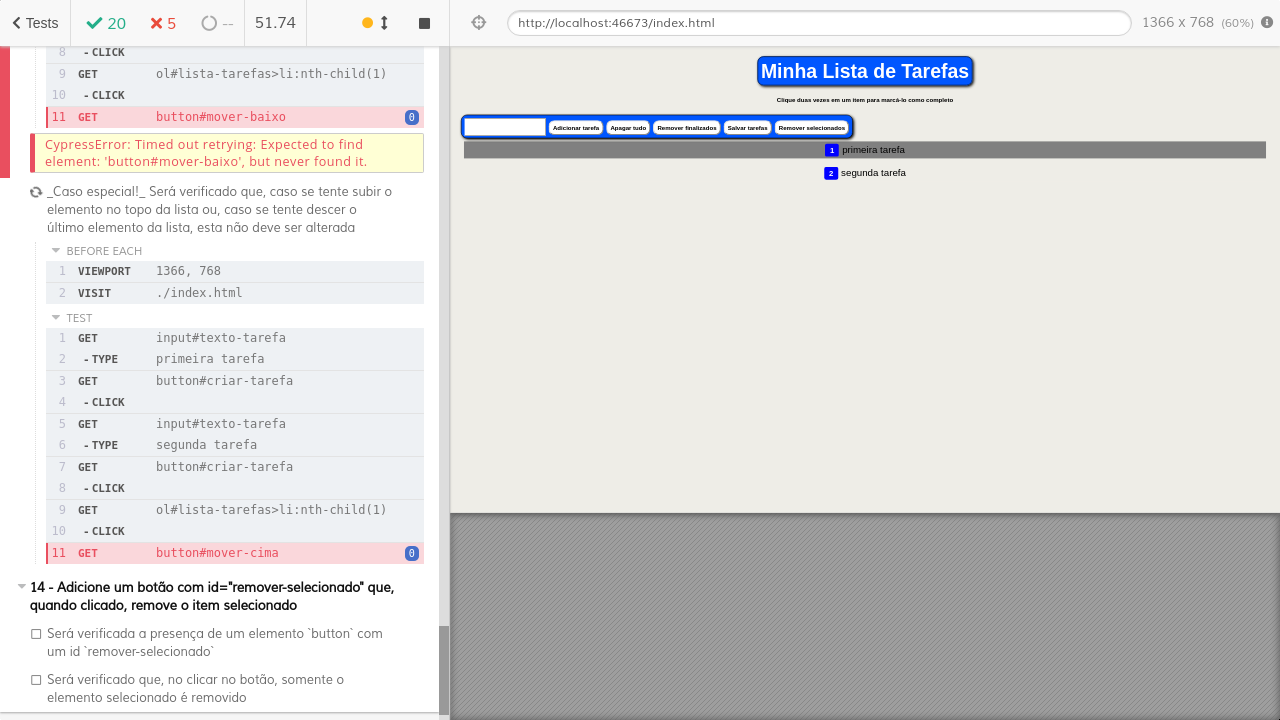 Tests
20
5
--
51.74
http://localhost:46673/index.html
1366 x 768 (60%)
8 - CLICK
9 GET ol#lista-tarefas>li:nth-child(1)
10 - CLICK
11 GET button#mover-baixo 0
CypressError: Timed out retrying: Expected to find
element: 'button#mover-baixo', but never found it.
_Caso especial!_ Será verificado que, caso se tente subir o
elemento no topo da lista ou, caso se tente descer o
último elemento da lista, esta não deve ser alterada
BEFORE EACH
1 VIEWPORT 1366, 768
2 VISIT ./index.html
TEST
1 GET input#texto-tarefa
2 - TYPE primeira tarefa
3 GET button#criar-tarefa
4 - CLICK
5 GET input#texto-tarefa
6 - TYPE segunda tarefa
7 GET button#criar-tarefa
8 - CLICK
9 GET ol#lista-tarefas>li:nth-child(1)
10 - CLICK
11 GET button#mover-cima 0
14 - Adicione um botão com id="remover-selecionado" que,
quando clicado, remove o item selecionado
Será verificada a presença de um elemento `button` com
um id `remover-selecionado`
Será verificado que, no clicar no botão, somente o
elemento selecionado é removido
Minha Lista de Tarefas
Clique duas vezes em um item para marcá-lo como completo
Adicionar tarefa Apagar tudo Remover finalizados Salvar tarefas Remover selecionados
1 primeira tarefa
2 segunda tarefa